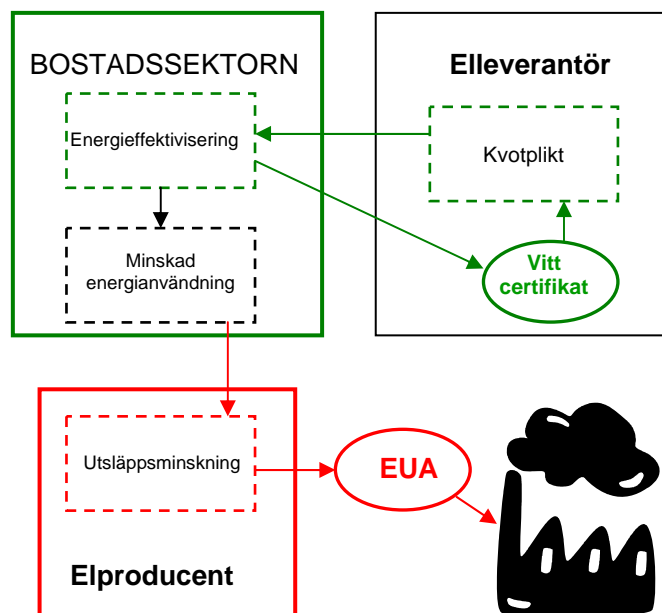 BOSTADSSEKTORN
Energieffektivisering
Minskad
energianvändning
Elleverantör
Kvotplikt
Vitt
certifikat
Utsläppsminskning
EUA
Elproducent